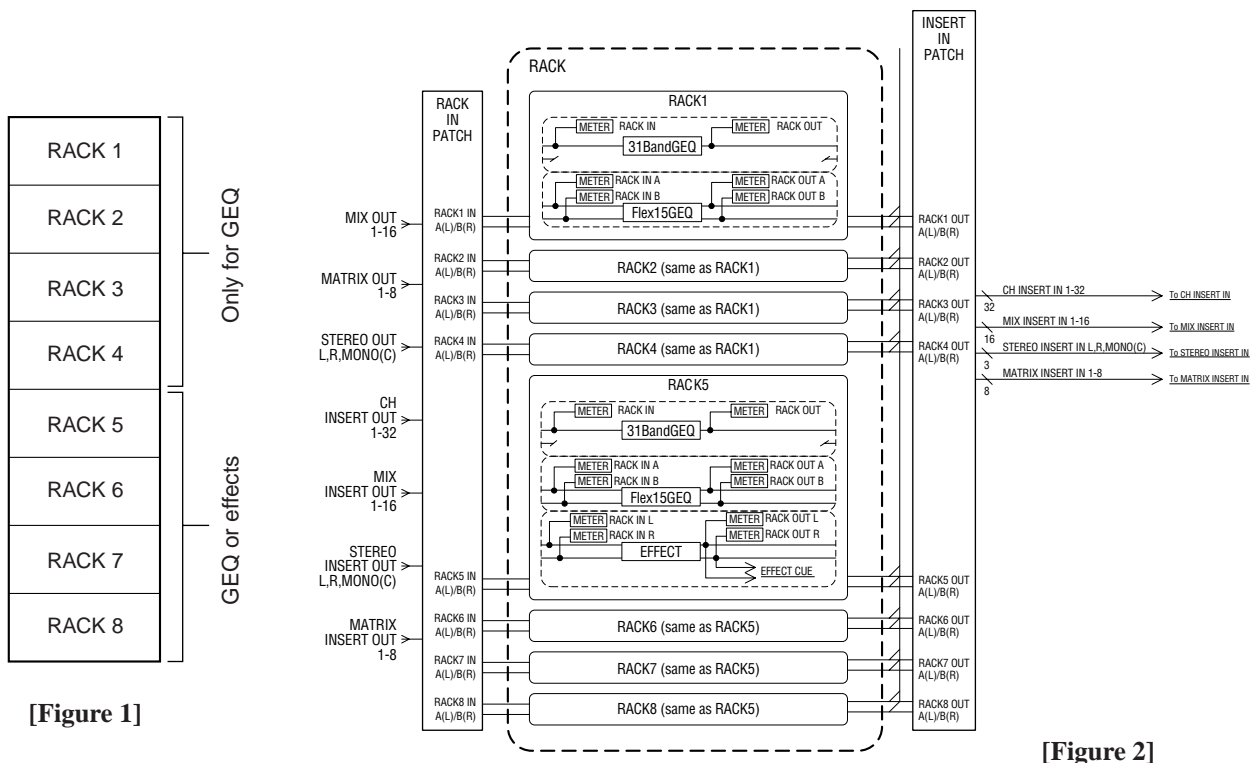 RACK 1
RACK 2
RACK 3
RACK 4
RACK 5
RACK 6
RACK 7
RACK 8
Only for GEQ
GEQ or effects
[Figure 1]
MIX OUT
1-16
MATRIX OUT
1-8
STEREO OUT
L,R,MONO(C)
CH
INSERT OUT
1-32
MIX
INSERT OUT
1-16
STEREO
INSERT OUT
L,R,MONO(C)
MATRIX
INSERT OUT
1-8
RACK
IN
PATCH
RACK1 IN
A(L)/B(R)
RACK2 IN
A(L)/B(R)
RACK3 IN
A(L)/B(R)
RACK4 IN
A(L)/B(R)
RACK5 IN
A(L)/B(R)
RACK6 IN
A(L)/B(R)
RACK7 IN
A(L)/B(R)
RACK8 IN
A(L)/B(R)
RACK
RACK1
METER RACK IN METER RACK OUT
31BandGEQ
METER RACK IN A METER RACK OUT A
METER RACK IN B METER RACK OUT B
Flex15GEQ
RACK2 (same as RACK1)
RACK3 (same as RACK1)
RACK4 (same as RACK1)
RACK5
METER RACK IN METER RACK OUT
31BandGEQ
METER RACK IN A METER RACK OUT A
METER RACK IN B METER RACK OUT B
Flex15GEQ
METER RACK IN L METER RACK OUT L
METER RACK IN R METER RACK OUT R
EFFECT
EFFECT CUE
RACK6 (same as RACK5)
RACK7 (same as RACK5)
RACK8 (same as RACK5)
INSERT
IN
PATCH
RACK1 OUT
A(L)/B(R)
RACK2 OUT
A(L)/B(R)
RACK3 OUT
A(L)/B(R)
RACK4 OUT
A(L)/B(R)
RACK5 OUT
A(L)/B(R)
RACK6 OUT
A(L)/B(R)
RACK7 OUT
A(L)/B(R)
RACK8 OUT
A(L)/B(R)
CH INSERT IN 1-32 To CH INSERT IN
32
MIX INSERT IN 1-16 To MIX INSERT IN
16
STEREO INSERT IN L,R,MONO(C) To STEREO INSERT IN
3
MATRIX INSERT IN 1-8 To MATRIX INSERT IN
8
[Figure 2]